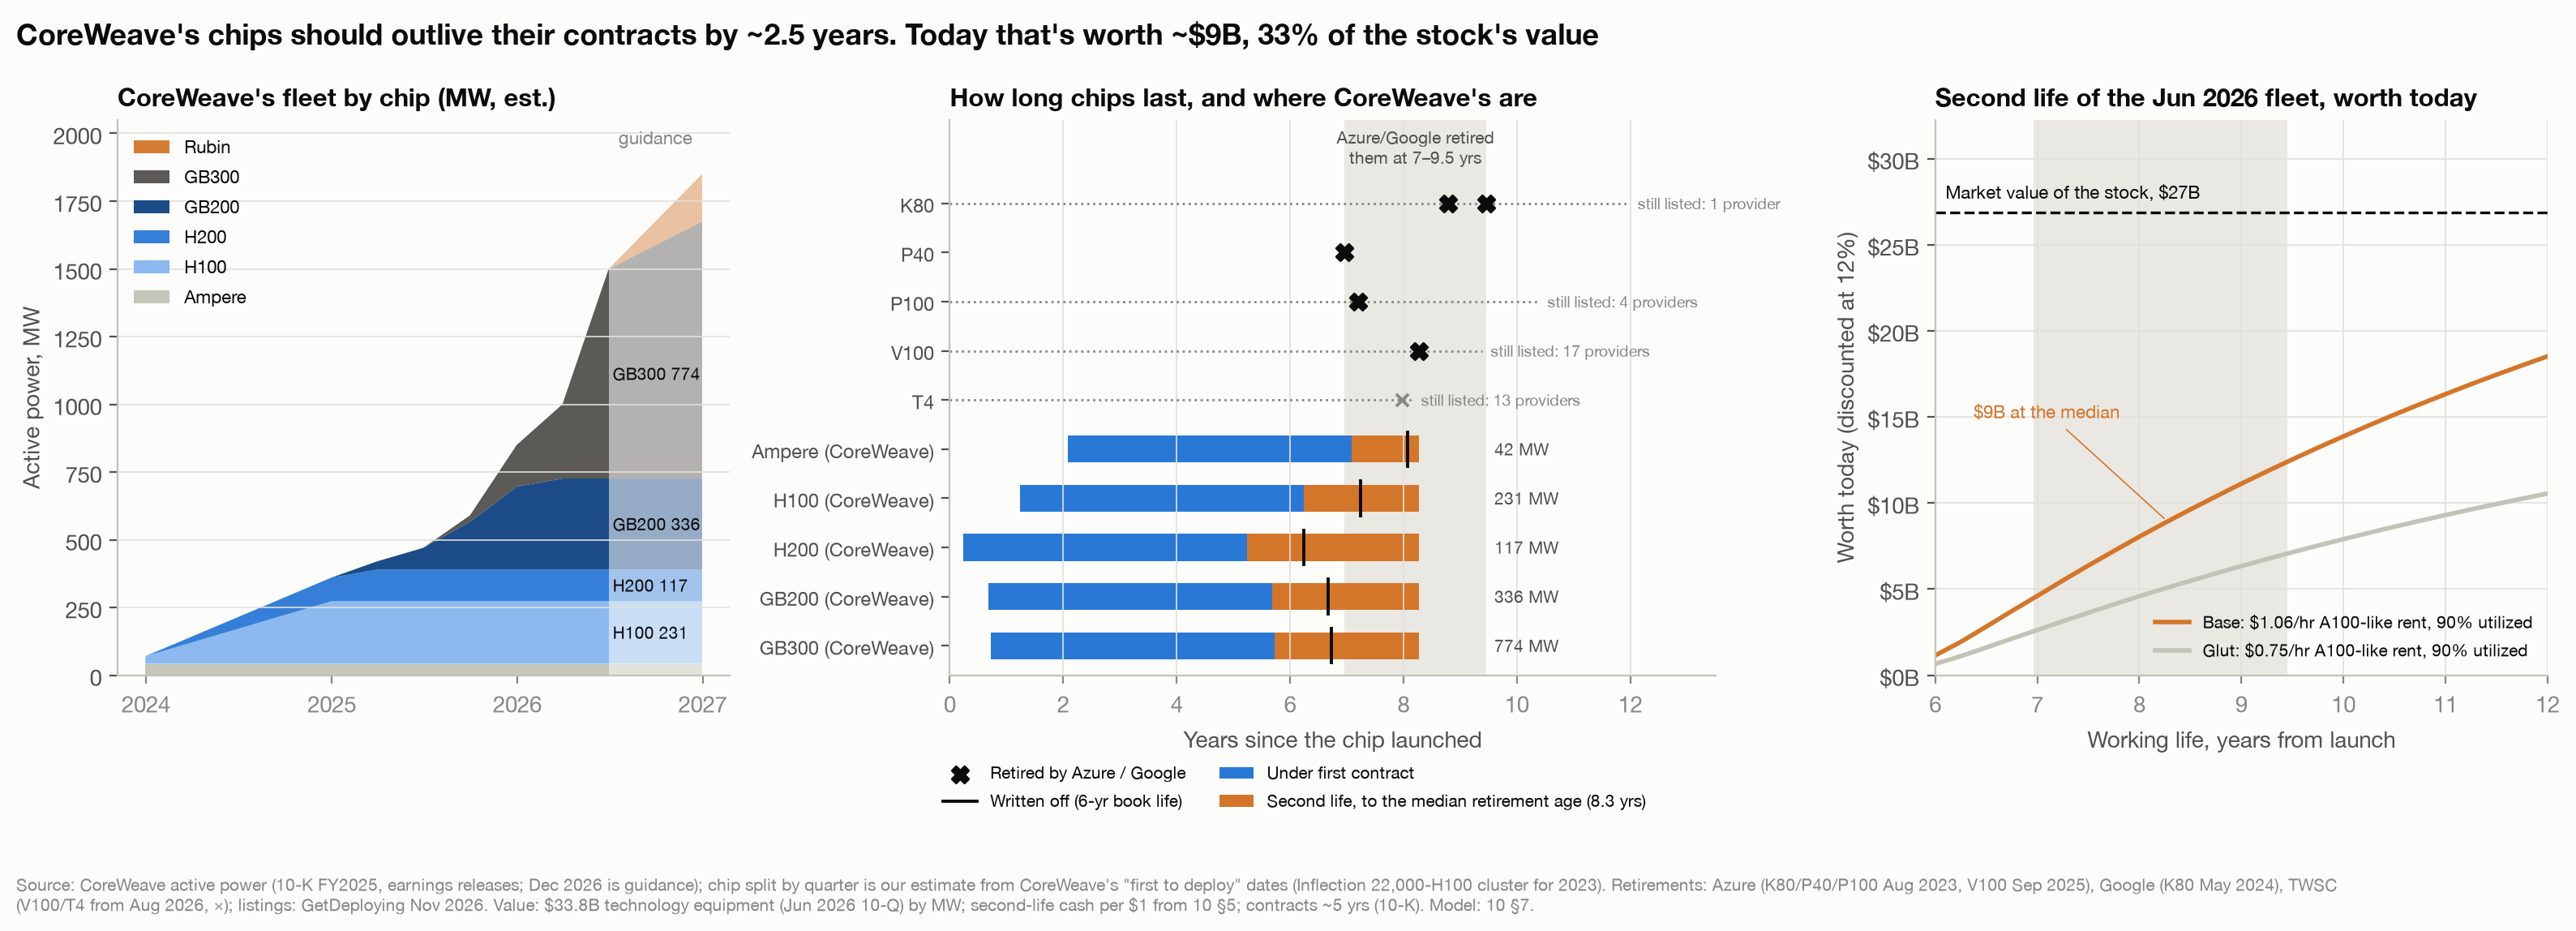 CoreWeave's chips should outlive their contracts by ~2.5 years. Today that's worth ~$9B, 33% of the stock's value
CoreWeave's fleet by chip (MW, est.)
Active power, MW
2000
1750
1500
1250
1000
750
500
250
0
2024
2025
2026
2027
Rubin
GB300
GB200
H200
H100
Ampere
guidance
GB300 774
GB200 336
H200 117
H100 231
How long chips last, and where CoreWeave's are
Azure/Google retired
them at 7–9.5 yrs
K80
still listed: 1 provider
P40
P100
still listed: 4 providers
V100
still listed: 17 providers
T4
still listed: 13 providers
Ampere (CoreWeave)
42 MW
H100 (CoreWeave)
231 MW
H200 (CoreWeave)
117 MW
GB200 (CoreWeave)
336 MW
GB300 (CoreWeave)
774 MW
0
2
4
6
8
10
12
Years since the chip launched
Retired by Azure / Google
Written off (6-yr book life)
Under first contract
Second life, to the median retirement age (8.3 yrs)
Second life of the Jun 2026 fleet, worth today
Worth today (discounted at 12%)
$30B
$25B
$20B
$15B
$10B
$5B
$0B
Market value of the stock, $27B
$9B at the median
Base: $1.06/hr A100-like rent, 90% utilized
Glut: $0.75/hr A100-like rent, 90% utilized
6
7
8
9
10
11
12
Working life, years from launch
Source: CoreWeave active power (10-K FY2025, earnings releases; Dec 2026 is guidance); chip split by quarter is our estimate from CoreWeave's "first to deploy" dates (Inflection 22,000-H100 cluster for 2023). Retirements: Azure (K80/P40/P100 Aug 2023, V100 Sep 2025), Google (K80 May 2024), TWSC
(V100/T4 from Aug 2026, ×); listings: GetDeploying Nov 2026. Value: $33.8B technology equipment (Jun 2026 10-Q) by MW; second-life cash per $1 from 10 §5; contracts ~5 yrs (10-K). Model: 10 §7.